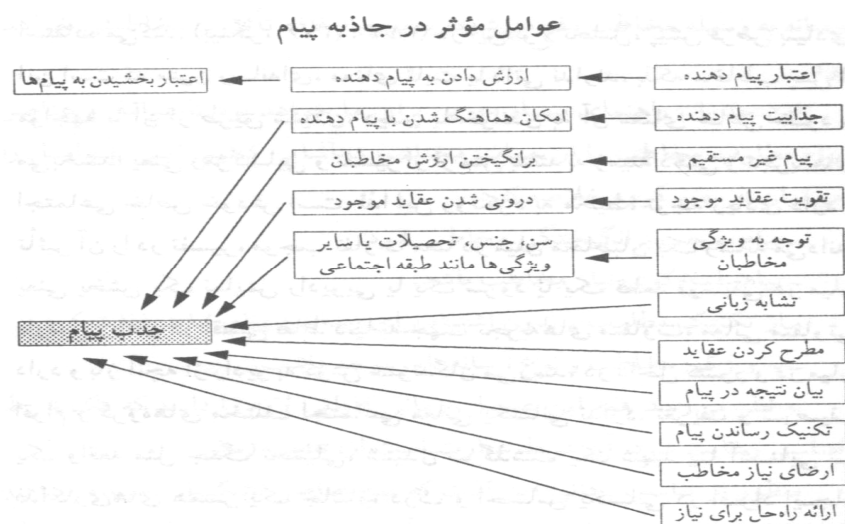 عوامل مؤثر در جاذبه پیام
اعتبار پیام دهنده
ارزش دادن به پیام دهنده
اعتبار بخشیدن به پیام‌ها
جذابیت پیام دهنده
امکان هماهنگ شدن با پیام دهنده
پیام غیر مستقیم
برانگیختن ارزش مخاطبان
تقویت عقاید موجود
درونی شدن عقاید موجود
توجه به ویژگی
مخاطبان
سن، جنس، تحصیلات یا سایر
ویژگی‌ها مانند طبقه اجتماعی
تشابه زبانی
جذب پیام
مطرح کردن عقاید
بیان نتیجه در پیام
تکنیک رساندن پیام
ارضای نیاز مخاطب
ارائه راه‌حل برای نیاز